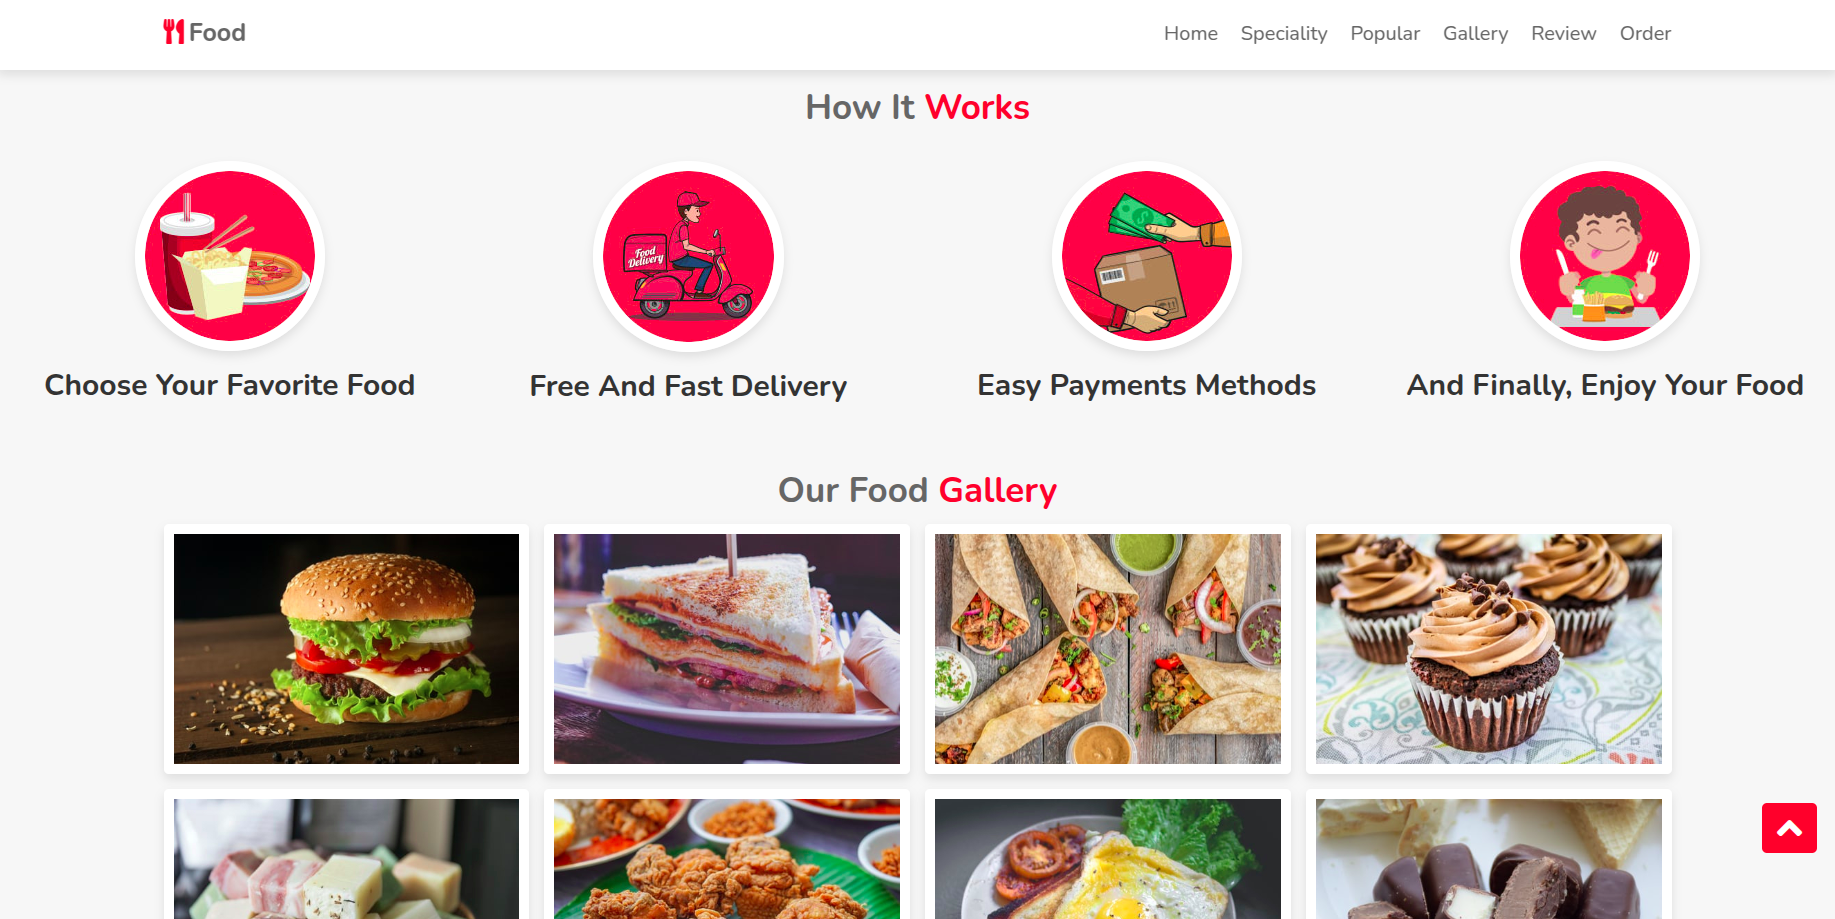 Food
Home Speciality Popular Gallery Review Order
How It Works
Food
Delivery
Choose Your Favorite Food
Free And Fast Delivery
Easy Payments Methods
And Finally, Enjoy Your Food
Our Food Gallery